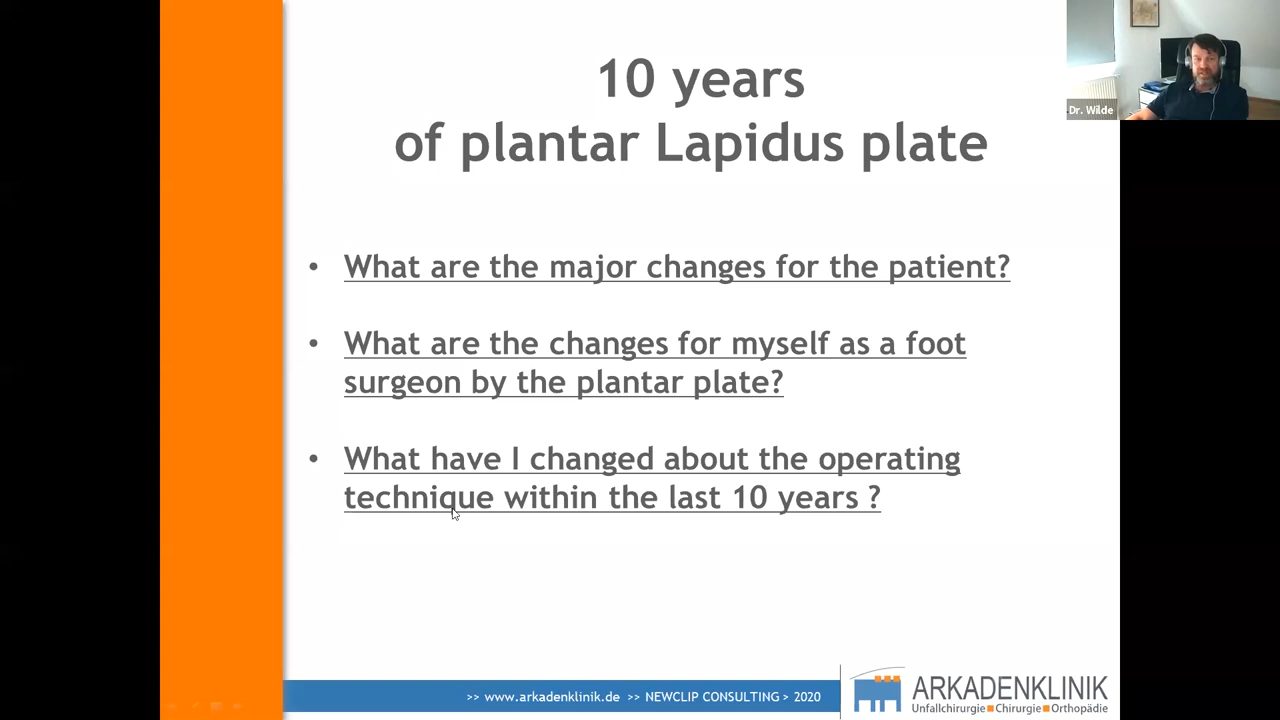 10 years
of plantar Lapidus plate
Dr. Wilde
• What are the major changes for the patient?
• What are the changes for myself as a foot
surgeon by the plantar plate?
• What have I changed about the operating
technique within the last 10 years ?
>> www.arkadenklinik.de >> NEWCLIP CONSULTING > 2020
ARKADENKLINIK
Unfallchirurgie ■ Chirurgie ■ Orthopädie